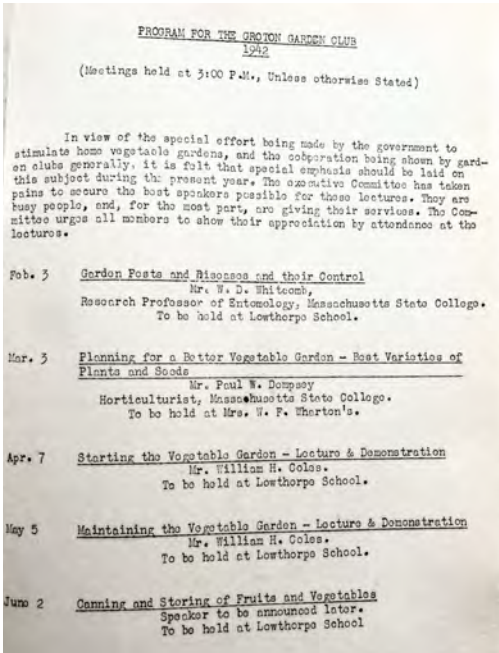 PROGRAM FOR THE GROTON GARDEN CLUB
1942
(Meetings held at 3:00 P.M., Unless otherwise Stated)
In view of the special effort being made by the government to
stimulate home vegetable gardens, and the cooperation being shown by gard-
en clubs generally, it is felt that special emphasis should be laid on
this subject during the present year. The executive Committee has taken
pains to secure the best speakers possible for these lectures. They are
busy people, and, for the most part, are giving their services. The Com-
mittee urges all members to show their appreciation by attendance at the
lectures.
Feb. 3 Garden Pests and Diseases and their Control
Mr. W. D. Whitcomb,
Research Professor of Entomology, Massachusetts State College.
To be held at Lowthorpe School.
Mar. 3 Planning for a Better Vegetable Garden - Best Varieties of
Plants and Seeds
Mr. Paul W. Dempsey
Horticulturist, Massachusetts State College.
To be held at Mrs. W. F. Wharton's.
Apr. 7 Starting the Vegetable Garden - Lecture & Demonstration
Mr. William H. Coles.
To be held at Lowthorpe School.
May 5 Maintaining the Vegetable Garden - Lecture & Demonstration
Mr. William H. Coles.
To be held at Lowthorpe School.
June 2 Canning and Storing of Fruits and Vegetables
Speaker to be announced later.
To be held at Lowthorpe School